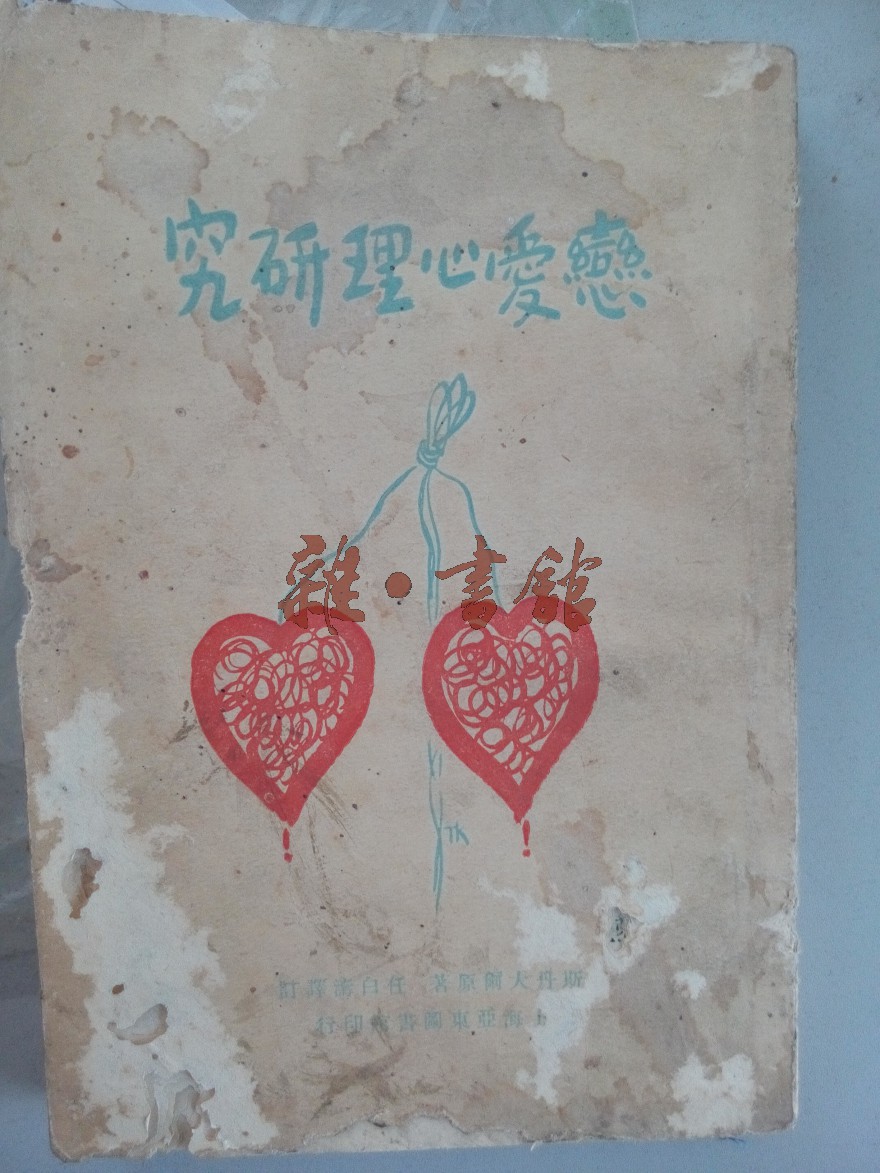 戀愛心理研究
雜·書館
斯丹大爾原著 任白濤譯訂
上海亞東圖書館印行